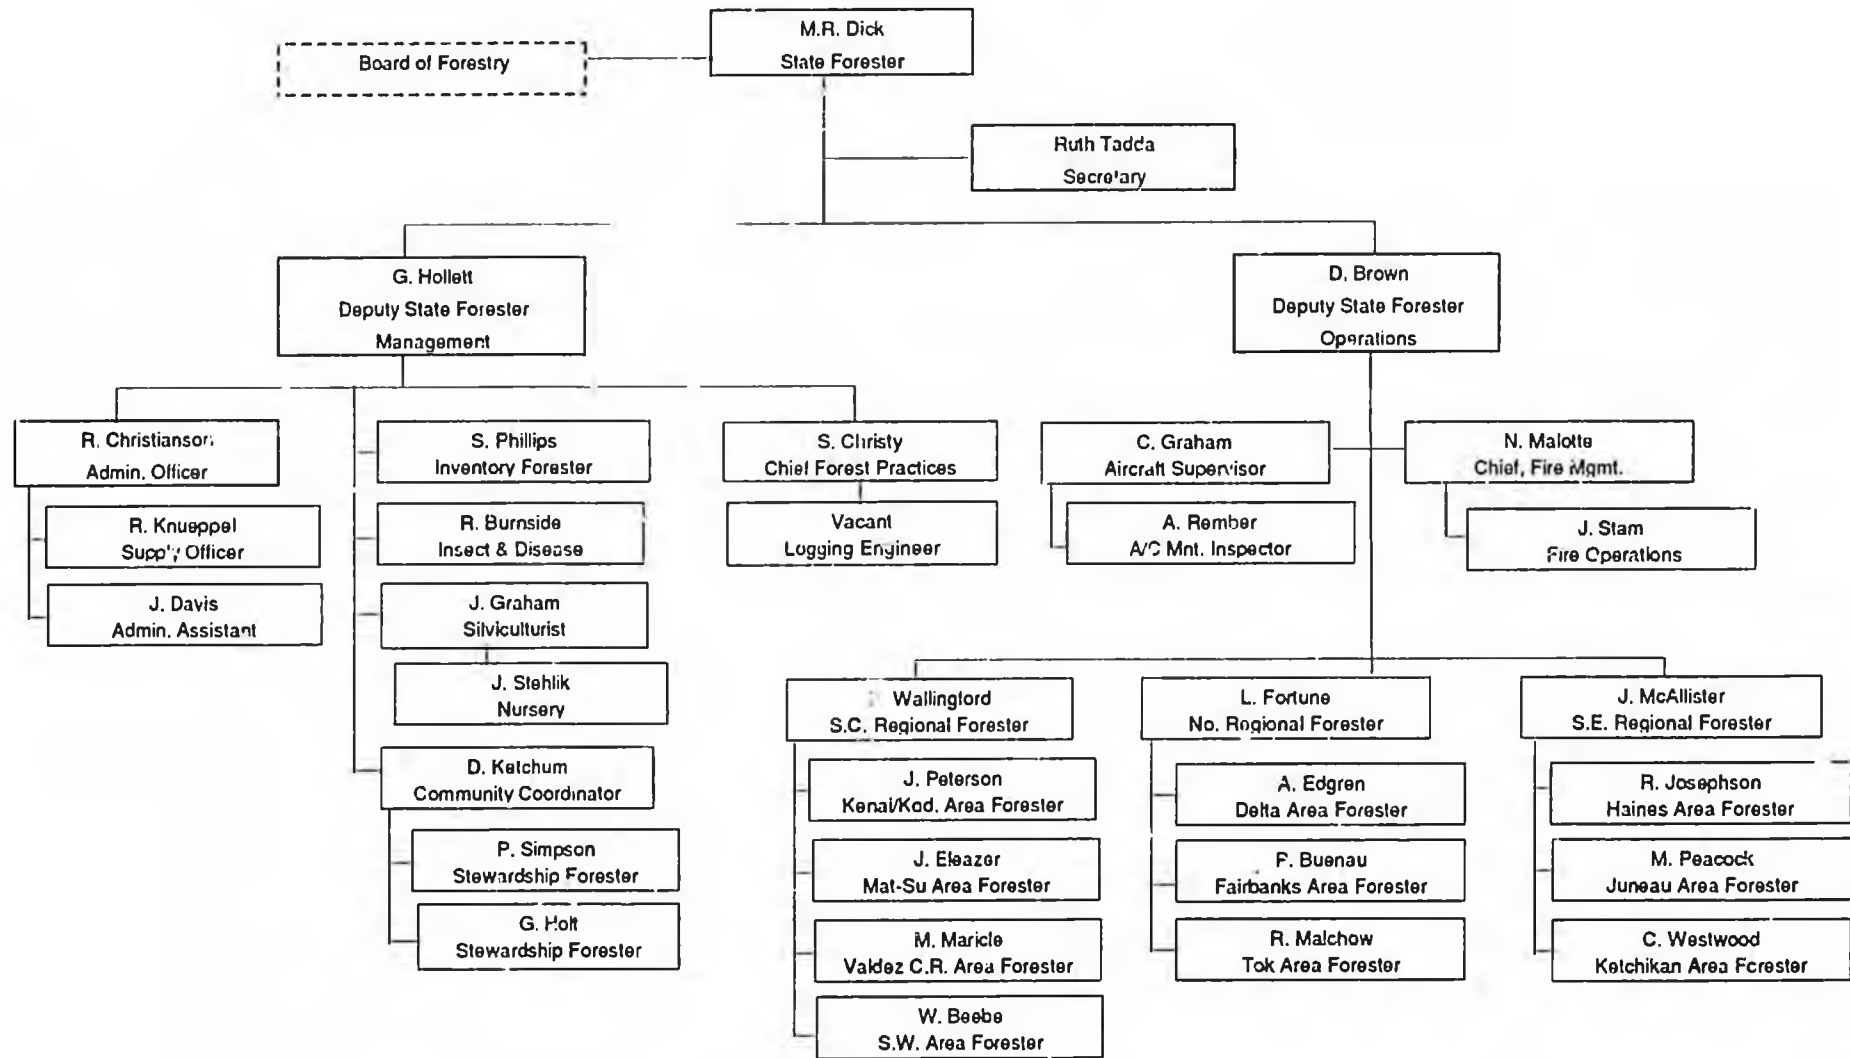 M.R. Dick
State Forester
Board of Forestry
Ruth Tadda
Secretary
G. Hollett
Deputy State Forester
Management
D. Brown
Deputy State Forester
Operations
R. Christianson
Admin. Officer
R. Knueppel
Supply Officer
J. Davis
Admin. Assistant
S. Phillips
Inventory Forester
R. Burnside
Insect & Disease
J. Graham
Silviculturist
J. Stehlik
Nursery
D. Ketchum
Community Coordinator
P. Simpson
Stewardship Forester
G. Holt
Stewardship Forester
S. Christy
Chief Forest Practices
Vacant
Logging Engineer
C. Graham
Aircraft Supervisor
A. Rember
A/C Mnt. Inspector
N. Malotte
Chief, Fire Mgmt.
J. Stam
Fire Operations
Wallingford
S.C. Regional Forester
J. Peterson
Kenai/Kod. Area Forester
J. Eleazer
Mat-Su Area Forester
M. Maricle
Valdez C.R. Area Forester
W. Beebe
S.W. Area Forester
L. Fortune
No. Regional Forester
A. Edgren
Delta Area Forester
F. Buenau
Fairbanks Area Forester
R. Malchow
Tok Area Forester
J. McAllister
S.E. Regional Forester
R. Josephson
Haines Area Forester
M. Peacock
Juneau Area Forester
C. Westwood
Ketchikan Area Forester